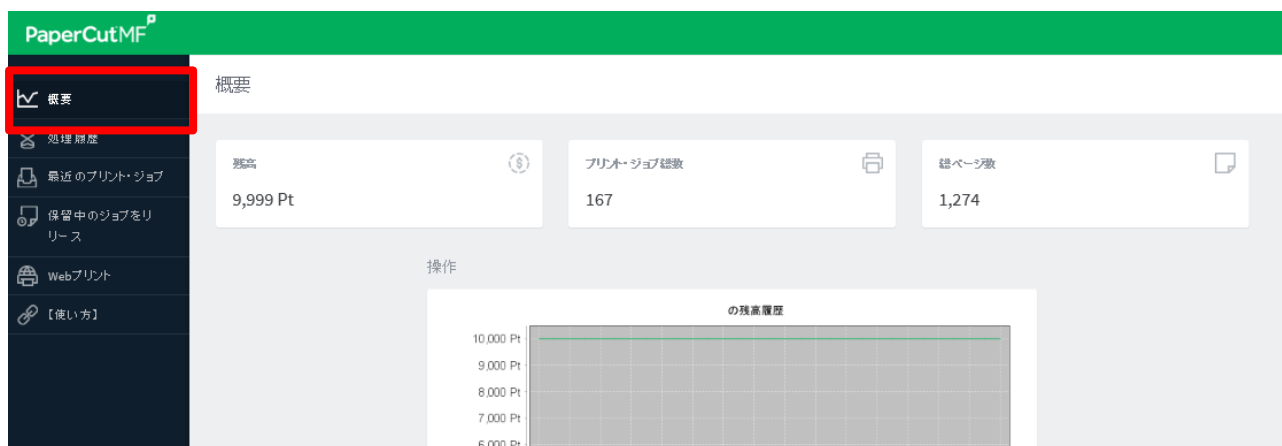 PaperCutMF
概要
処理履歴
最近のプリント・ジョブ
保留中のジョブをリ
リース
Webプリント
【使い方】
概要
残高
9,999 Pt
プリント・ジョブ総数
167
総ページ数
1,274
操作
の残高履歴
10,000 Pt
9,000 Pt
8,000 Pt
7,000 Pt
6,000 Pt